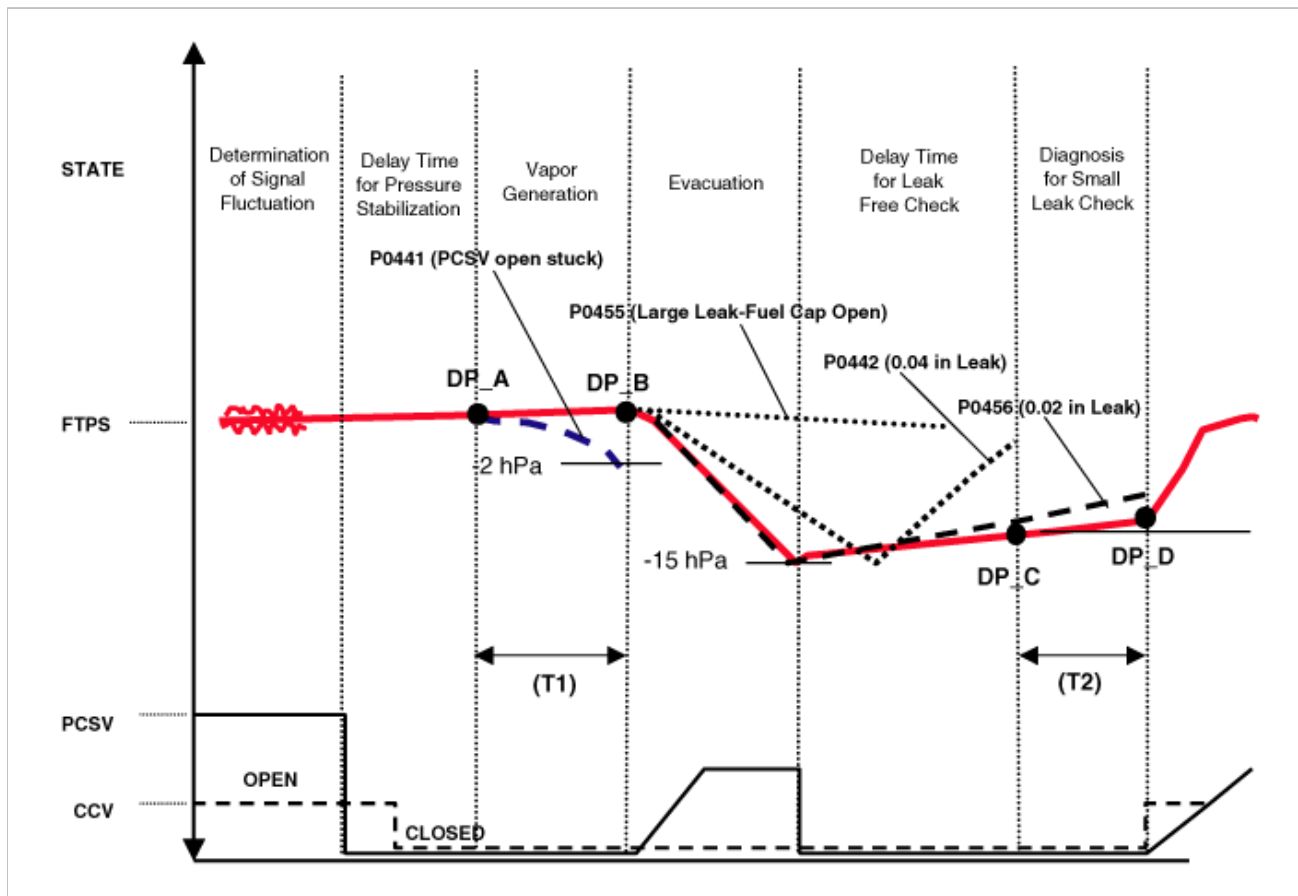 STATE
Determination
of Signal
Fluctuation
Delay Time
for Pressure
Stabilization
Vapor
Generation
Evacuation
Delay Time
for Leak
Free Check
Diagnosis
for Small
Leak Check
P0441 (PCSV open stuck)
P0455 (Large Leak-Fuel Cap Open)
P0442 (0.04 in Leak)
P0456 (0.02 in Leak)
DP_A
DP_B
FTPS
-2 hPa
-15 hPa
DP_C
DP_D
(T1)
(T2)
PCSV
OPEN
CCV
CLOSED